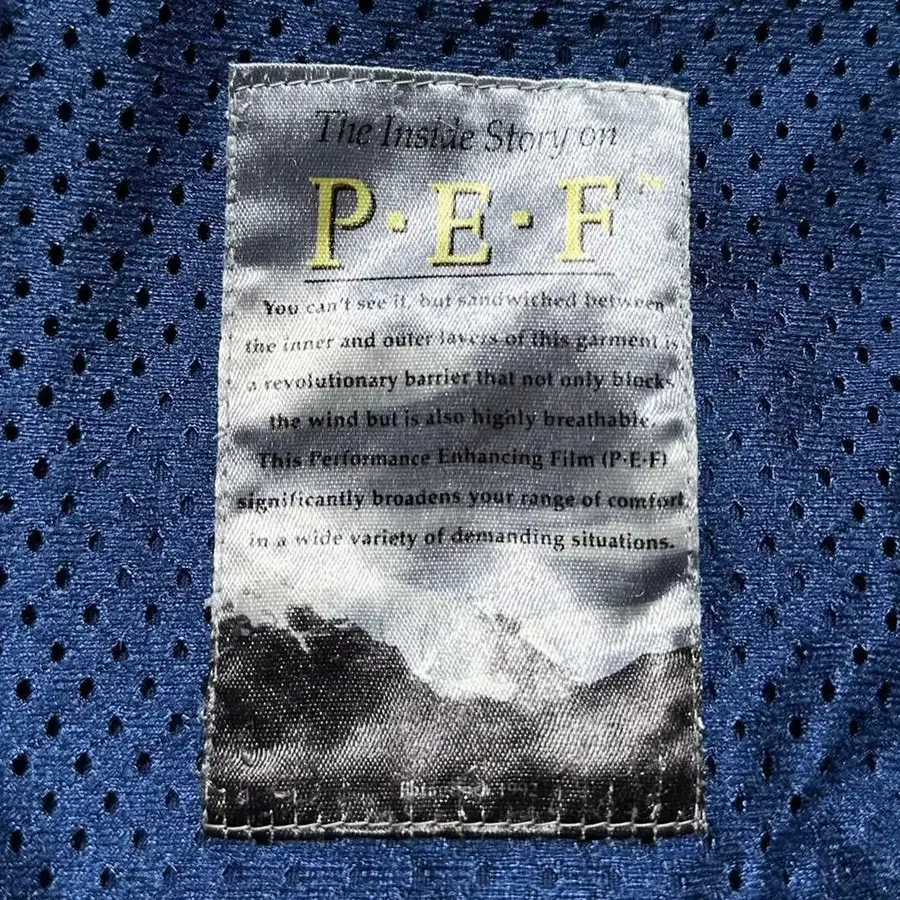 The Inside Story on
P·E·F™
You can't see it, but sandwiched between
the inner and outer layers of this garment is
a revolutionary barrier that not only blocks
the wind but is also highly breathable.
This Performance Enhancing Film (P·E·F)
significantly broadens your range of comfort
in a wide variety of demanding situations.
1992